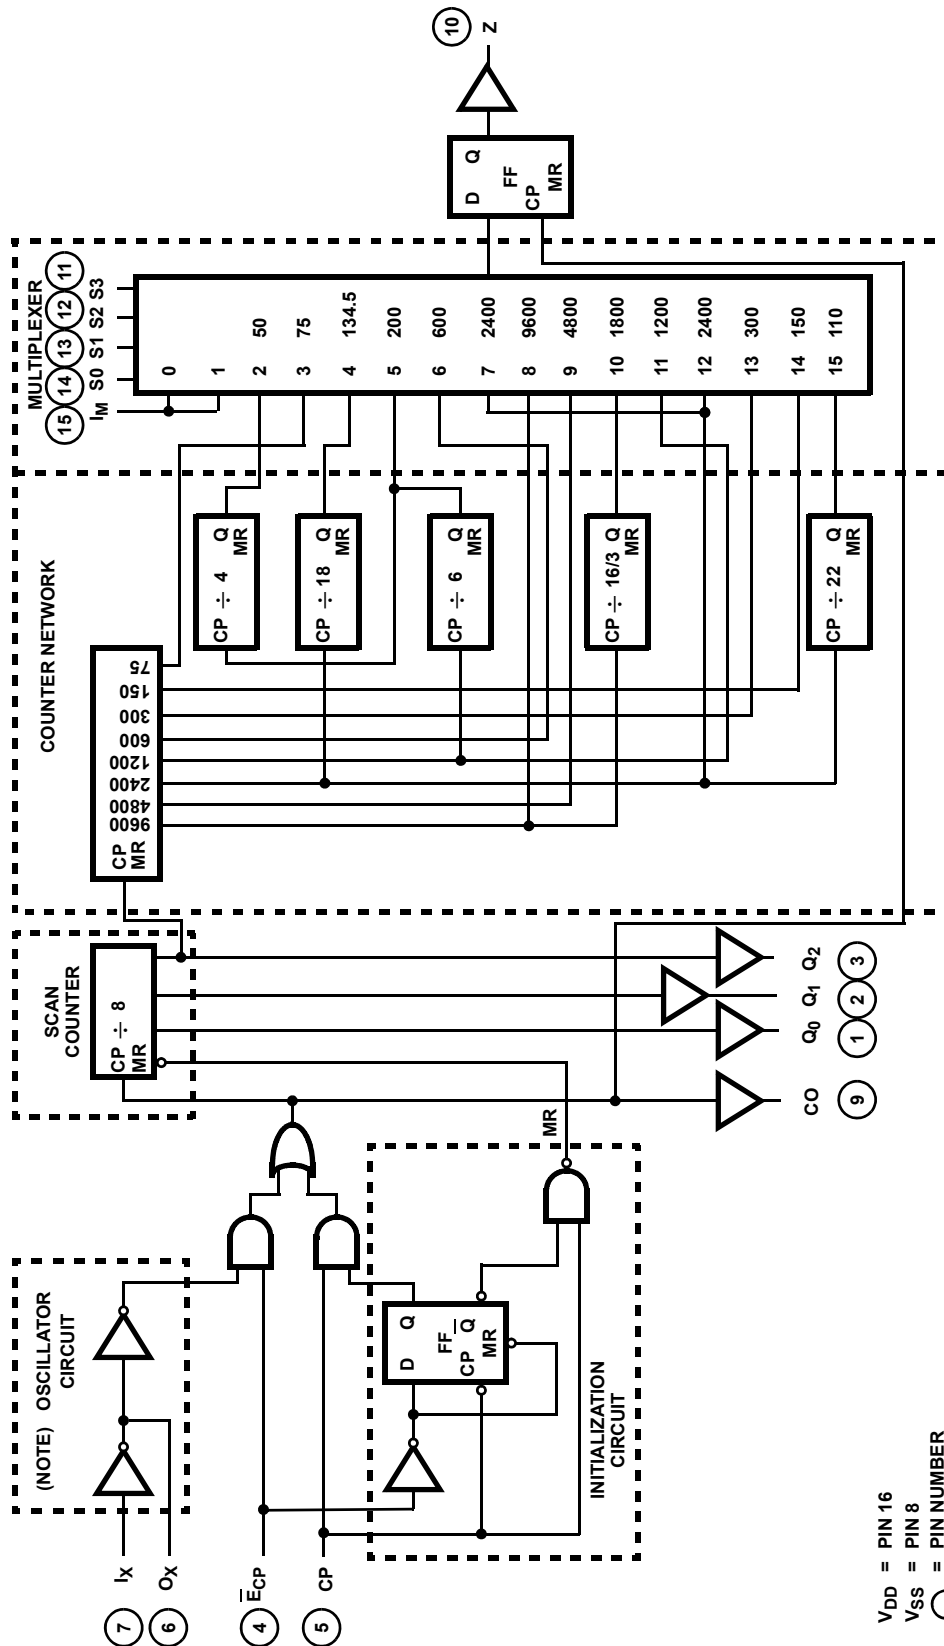 (NOTE) OSCILLATOR
CIRCUIT
7
IX
6
OX
4
E̅CP
5
CP
INITIALIZATION
CIRCUIT
D Q
FF
CP Q̅
MR
MR
SCAN
COUNTER
CP ÷ 8
MR
CO
9
Q0
1
Q1
2
Q2
3
COUNTER NETWORK
CP
MR
9600
4800
2400
1200
600
300
150
75
CP ÷ 4 Q
MR
CP ÷ 18 Q
MR
CP ÷ 6 Q
MR
CP ÷ 16/3 Q
MR
CP ÷ 22 Q
MR
MULTIPLEXER
15 14 13 12 11
IM S0 S1 S2 S3
0
1
2 50
3 75
4 134.5
5 200
6 600
7 2400
8 9600
9 4800
10 1800
11 1200
12 2400
13 300
14 150
15 110
D Q
FF
CP
MR
10
Z
VDD = PIN 16
VSS = PIN 8
= PIN NUMBER